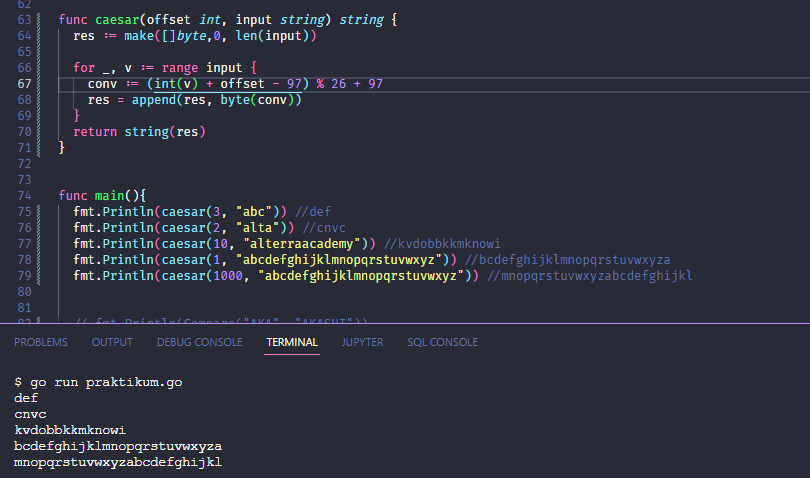 62
63 func caesar(offset int, input string) string {
64 res := make([]byte,0, len(input))
65
66 for _, v := range input {
67 conv := (int(v) + offset - 97) % 26 + 97
68 res = append(res, byte(conv))
69 }
70 return string(res)
71 }
72
73
74 func main(){
75 fmt.Println(caesar(3, "abc")) //def
76 fmt.Println(caesar(2, "alta")) //cnvc
77 fmt.Println(caesar(10, "alterraacademy")) //kvdobbkkmknowi
78 fmt.Println(caesar(1, "abcdefghijklmnopqrstuvwxyz")) //bcdefghijklmnopqrstuvwxyza
79 fmt.Println(caesar(1000, "abcdefghijklmnopqrstuvwxyz")) //mnopqrstuvwxyzabcdefghijkl
80
81
82 // fmt.Println(Compare("AKA", "AKASHI"))
PROBLEMS OUTPUT DEBUG CONSOLE TERMINAL JUPYTER SQL CONSOLE
$ go run praktikum.go
def
cnvc
kvdobbkkmknowi
bcdefghijklmnopqrstuvwxyza
mnopqrstuvwxyzabcdefghijkl